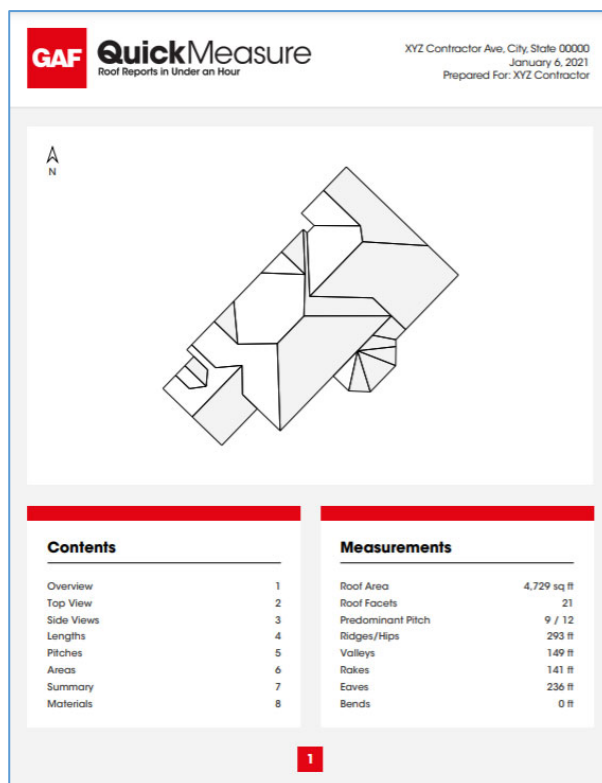 GAF QuickMeasure
Roof Reports in Under an Hour
XYZ Contractor Ave, City, State 00000
January 6, 2021
Prepared For: XYZ Contractor
N
Contents
Overview 1
Top View 2
Side Views 3
Lengths 4
Pitches 5
Areas 6
Summary 7
Materials 8
Measurements
Roof Area 4,729 sq ft
Roof Facets 21
Predominant Pitch 9 / 12
Ridges/Hips 293 ft
Valleys 149 ft
Rakes 141 ft
Eaves 236 ft
Bends 0 ft
1